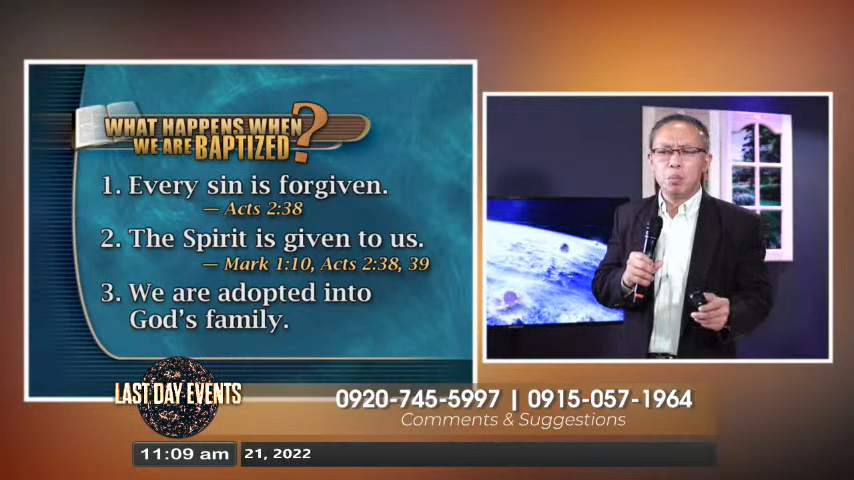 WHAT HAPPENS WHEN
WE ARE BAPTIZED?
1. Every sin is forgiven.
— Acts 2:38
2. The Spirit is given to us.
— Mark 1:10, Acts 2:38, 39
3. We are adopted into
God's family.
LAST DAY EVENTS
0920-745-5997 | 0915-057-1964
Comments & Suggestions
11:09 am
21, 2022